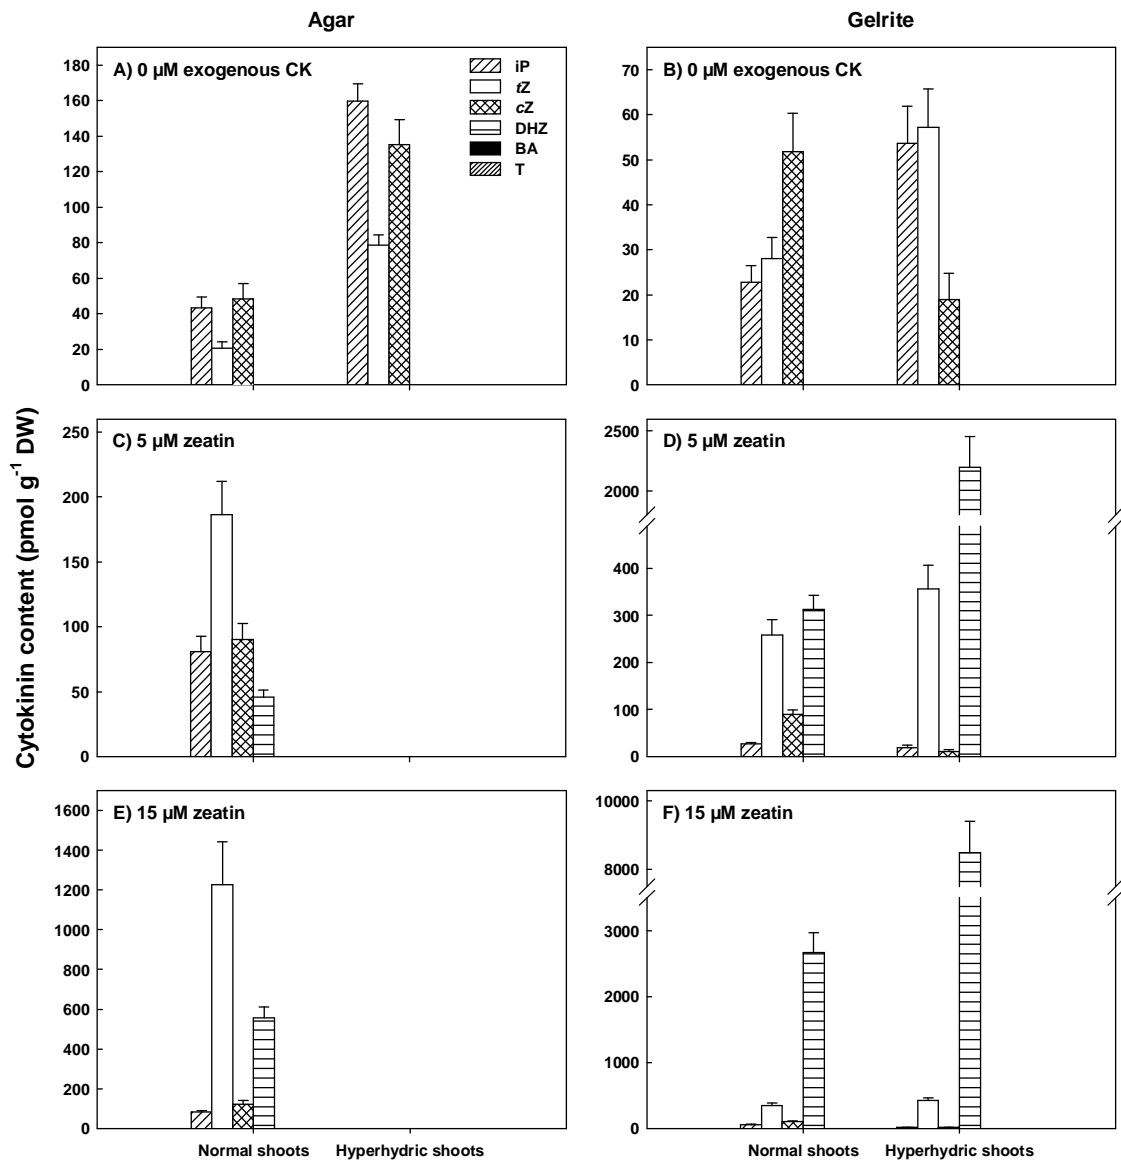 Agar
Gelrite
Cytokinin content (pmol g-1 DW)
A) 0 µM exogenous CK
iP
tZ
cZ
DHZ
BA
T
180
160
140
120
100
80
60
40
20
0
B) 0 µM exogenous CK
70
60
50
40
30
20
10
0
C) 5 µM zeatin
250
200
150
100
50
0
D) 5 µM zeatin
2500
2000
400
300
200
100
0
E) 15 µM zeatin
1600
1400
1200
1000
800
600
400
200
0
Normal shoots
Hyperhydric shoots
F) 15 µM zeatin
10000
8000
3000
2000
1000
0
Normal shoots
Hyperhydric shoots